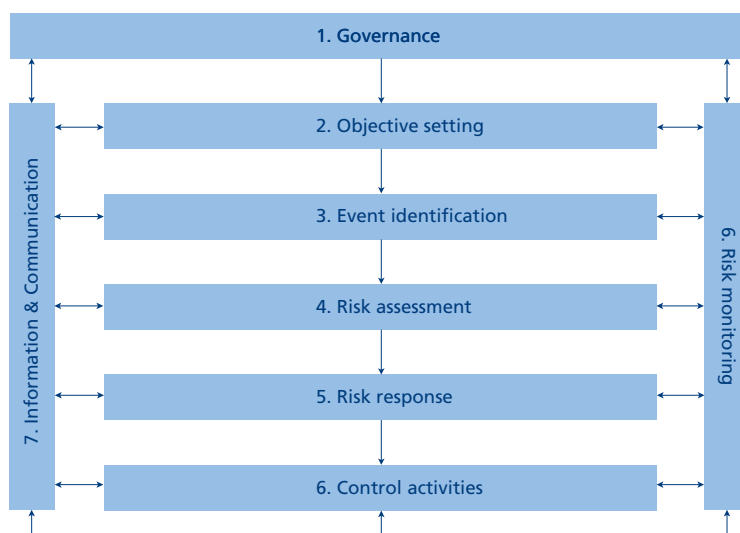 1. Governance
2. Objective setting
3. Event identification
4. Risk assessment
5. Risk response
6. Control activities
7. Information & Communication
6. Risk monitoring